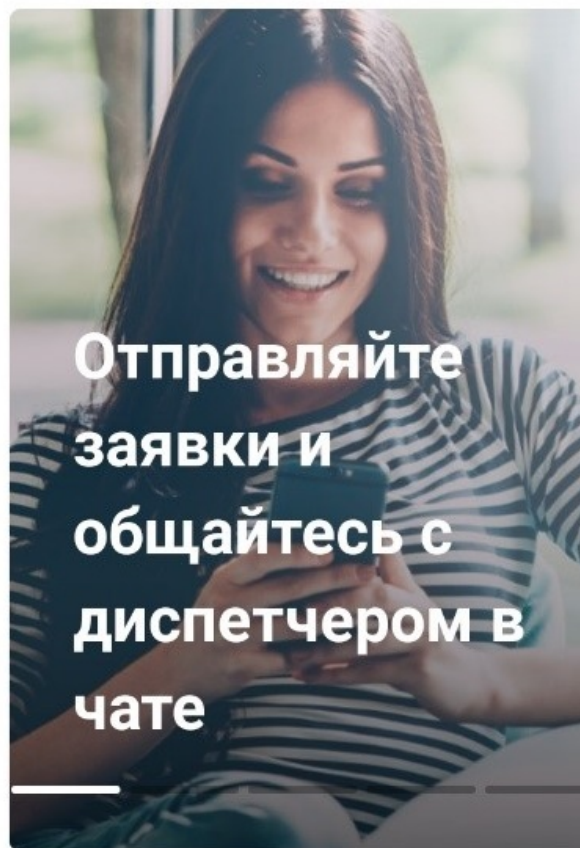 Отправляйте
заявки и
общайтесь с
диспетчером в
чате